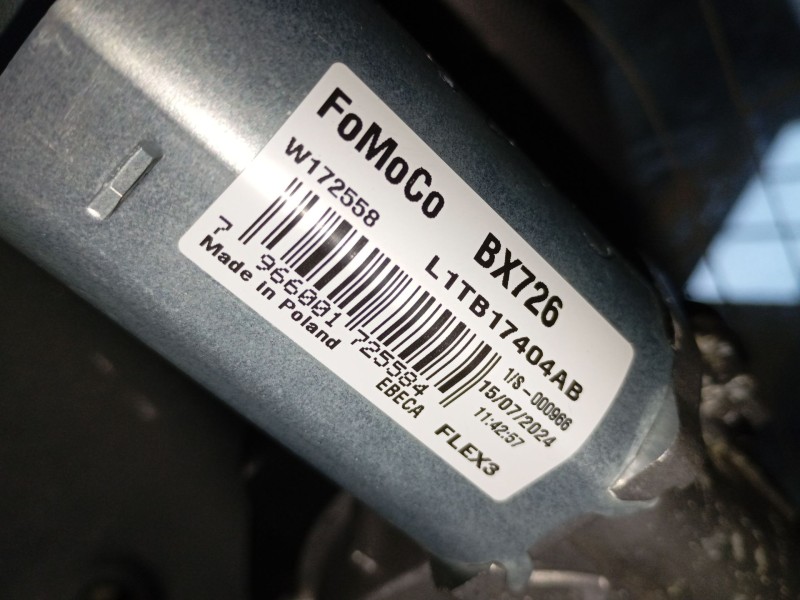 FoMoCo BX726
W172558 L1TB17404AB
1/S - 000966
15/07/2024
11:42:57
7 966001 725584
Made in Poland EBECA FLEX3